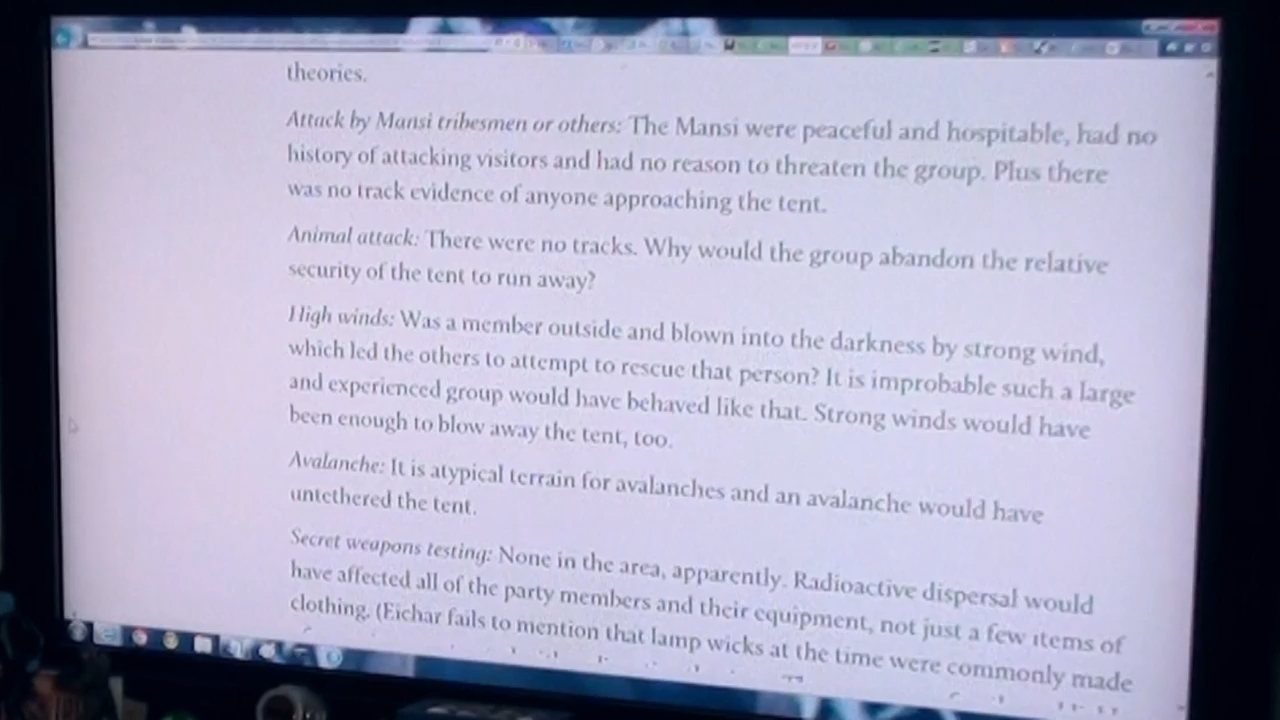 theories.
Attack by Mansi tribesmen or others: The Mansi were peaceful and hospitable, had no
history of attacking visitors and had no reason to threaten the group. Plus there
was no track evidence of anyone approaching the tent.
Animal attack: There were no tracks. Why would the group abandon the relative
security of the tent to run away?
High winds: Was a member outside and blown into the darkness by strong wind,
which led the others to attempt to rescue that person? It is improbable such a large
and experienced group would have behaved like that. Strong winds would have
been enough to blow away the tent, too.
Avalanche: It is atypical terrain for avalanches and an avalanche would have
untethered the tent.
Secret weapons testing: None in the area, apparently. Radioactive dispersal would
have affected all of the party members and their equipment, not just a few items of
clothing. (Eichar fails to mention that lamp wicks at the time were commonly made